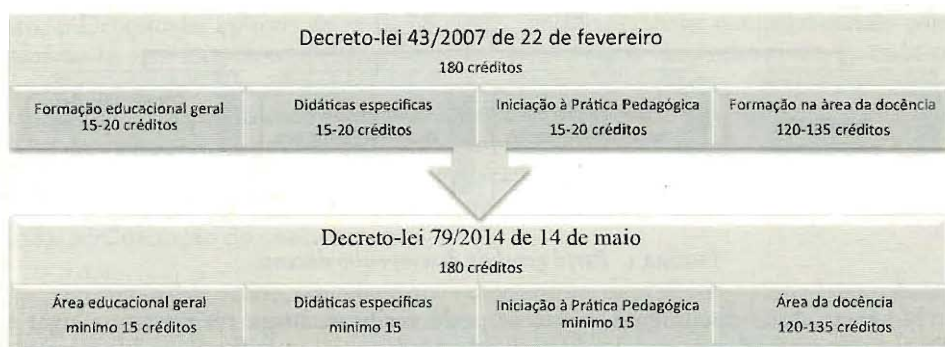 Decreto-lei 43/2007 de 22 de fevereiro
180 créditos
Formação educacional geral
15-20 créditos
Didáticas especificas
15-20 créditos
Iniciação à Prática Pedagógica
15-20 créditos
Formação na área da docência
120-135 créditos
Decreto-lei 79/2014 de 14 de maio
180 créditos
Área educacional geral
minimo 15 créditos
Didáticas especificas
minimo 15
Iniciação à Prática Pedagógica
minimo 15
Área da docência
120-135 créditos